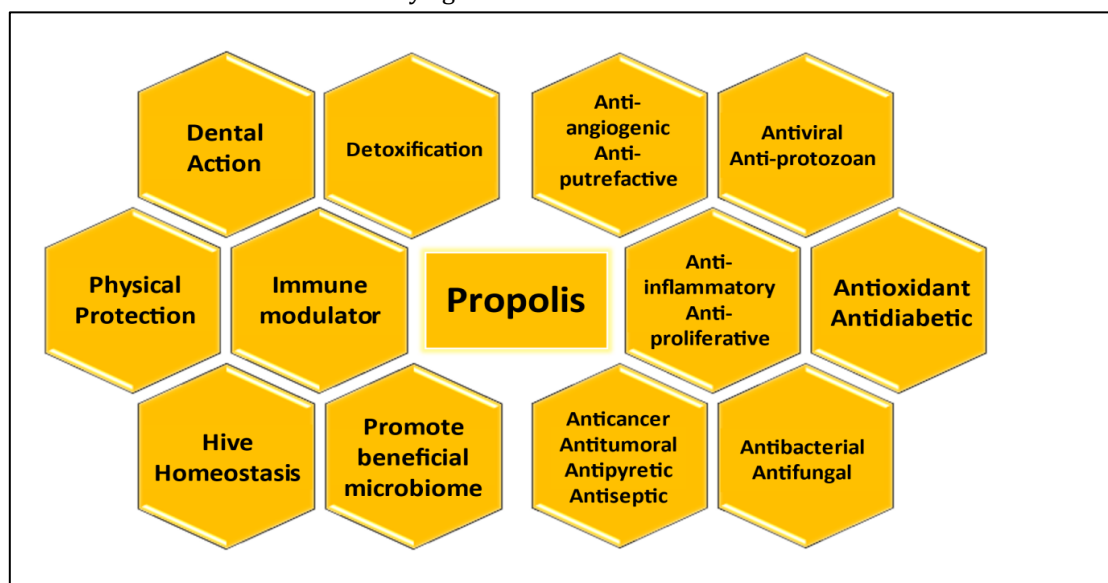 Dental
Action
Detoxification
Anti-
angiogenic
Anti-
putrefactive
Antiviral
Anti-protozoan
Physical
Protection
Immune
modulator
Propolis
Anti-
inflammatory
Anti-
proliferative
Antioxidant
Antidiabetic
Hive
Homeostasis
Promote
beneficial
microbiome
Anticancer
Antitumoral
Antipyretic
Antiseptic
Antibacterial
Antifungal